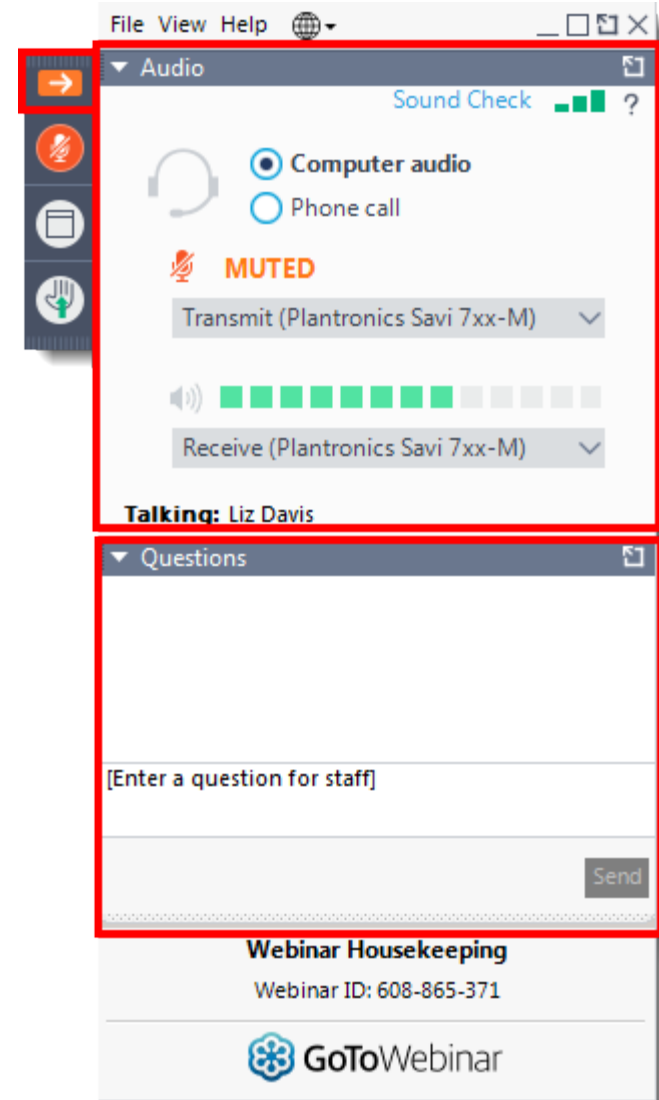 File View Help
Audio
Sound Check ?
Computer audio
Phone call
MUTED
Transmit (Plantronics Savi 7xx-M)
Receive (Plantronics Savi 7xx-M)
Talking: Liz Davis
Questions
[Enter a question for staff]
Send
Webinar Housekeeping
Webinar ID: 608-865-371
GoToWebinar